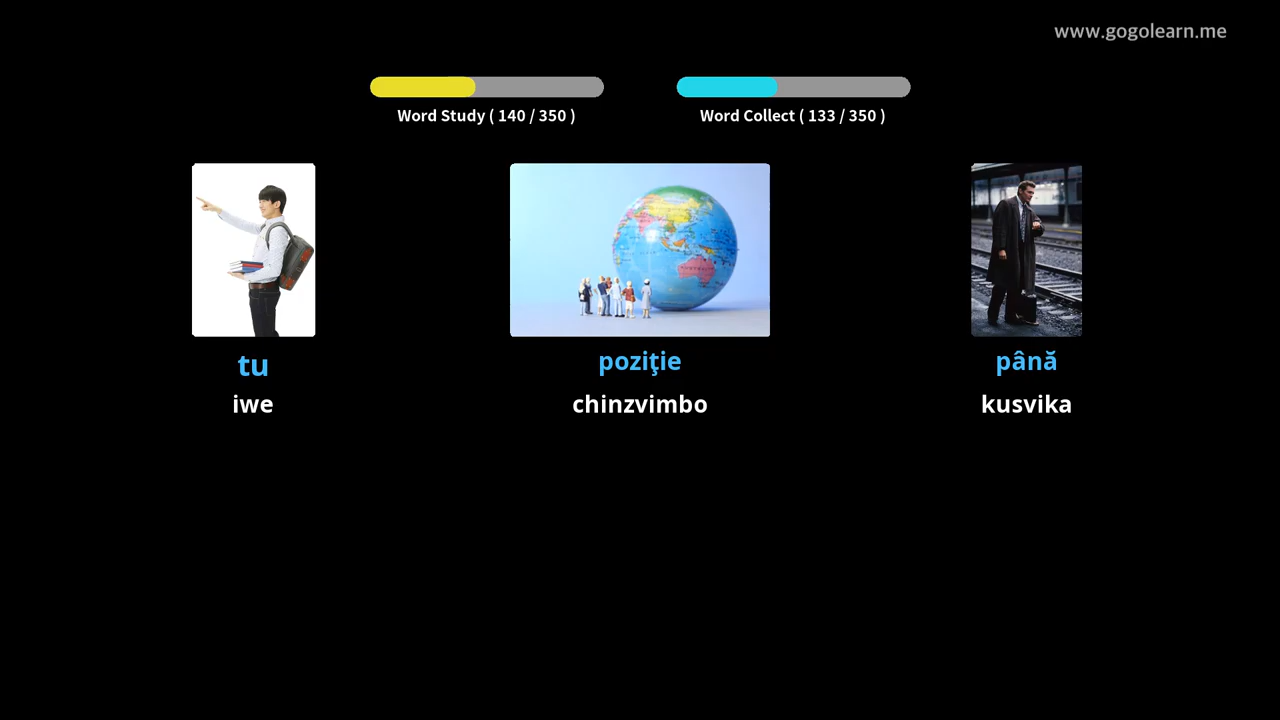 www.gogolearn.me
Word Study ( 140 / 350 )
Word Collect ( 133 / 350 )
tu
iwe
poziţie
chinzvimbo
până
kusvika